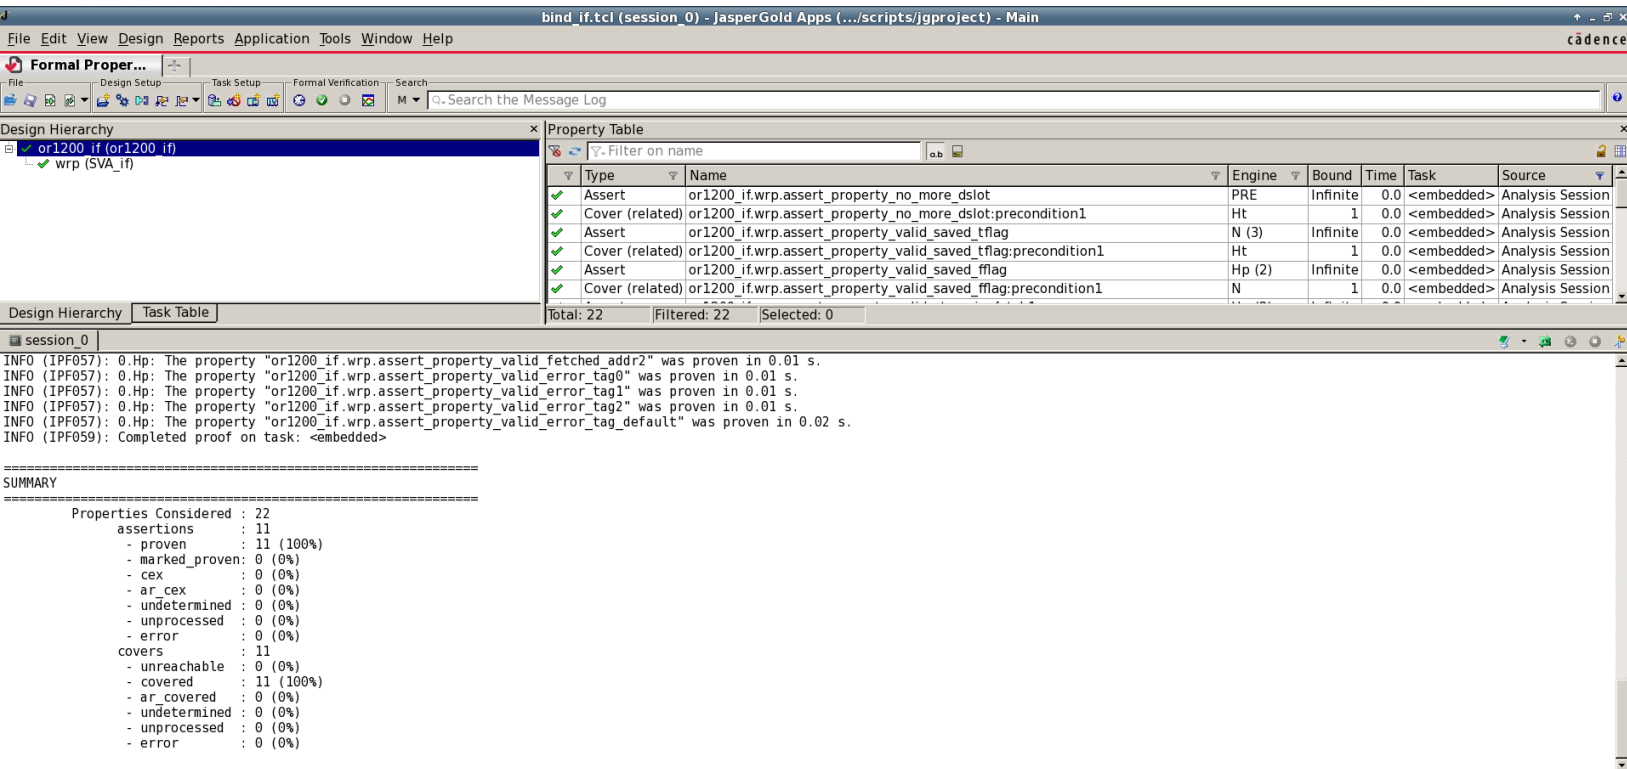 bind_if.tcl (session_0) - JasperGold Apps (.../scripts/jgproject) - Main
File Edit View Design Reports Application Tools Window Help
cādence
Formal Proper...
File Design Setup Task Setup Formal Verification Search
M Search the Message Log
Design Hierarchy
or1200_if (or1200_if)
wrp (SVA_if)
Design Hierarchy Task Table
Property Table
Filter on name
a.b
Type Name Engine Bound Time Task Source
Assert or1200_if.wrp.assert_property_no_more_dslot PRE Infinite 0.0 <embedded> Analysis Session
Cover (related) or1200_if.wrp.assert_property_no_more_dslot:precondition1 Ht 1 0.0 <embedded> Analysis Session
Assert or1200_if.wrp.assert_property_valid_saved_tflag N (3) Infinite 0.0 <embedded> Analysis Session
Cover (related) or1200_if.wrp.assert_property_valid_saved_tflag:precondition1 Ht 1 0.0 <embedded> Analysis Session
Assert or1200_if.wrp.assert_property_valid_saved_fflag Hp (2) Infinite 0.0 <embedded> Analysis Session
Cover (related) or1200_if.wrp.assert_property_valid_saved_fflag:precondition1 N 1 0.0 <embedded> Analysis Session
Total: 22 Filtered: 22 Selected: 0
session_0
INFO (IPF057): 0.Hp: The property "or1200_if.wrp.assert_property_valid_fetched_addr2" was proven in 0.01 s.
INFO (IPF057): 0.Hp: The property "or1200_if.wrp.assert_property_valid_error_tag0" was proven in 0.01 s.
INFO (IPF057): 0.Hp: The property "or1200_if.wrp.assert_property_valid_error_tag1" was proven in 0.01 s.
INFO (IPF057): 0.Hp: The property "or1200_if.wrp.assert_property_valid_error_tag2" was proven in 0.01 s.
INFO (IPF057): 0.Hp: The property "or1200_if.wrp.assert_property_valid_error_tag_default" was proven in 0.02 s.
INFO (IPF059): Completed proof on task: <embedded>
==============================================================
SUMMARY
==============================================================
Properties Considered : 22
assertions : 11
- proven : 11 (100%)
- marked_proven: 0 (0%)
- cex : 0 (0%)
- ar_cex : 0 (0%)
- undetermined : 0 (0%)
- unprocessed : 0 (0%)
- error : 0 (0%)
covers : 11
- unreachable : 0 (0%)
- covered : 11 (100%)
- ar_covered : 0 (0%)
- undetermined : 0 (0%)
- unprocessed : 0 (0%)
- error : 0 (0%)